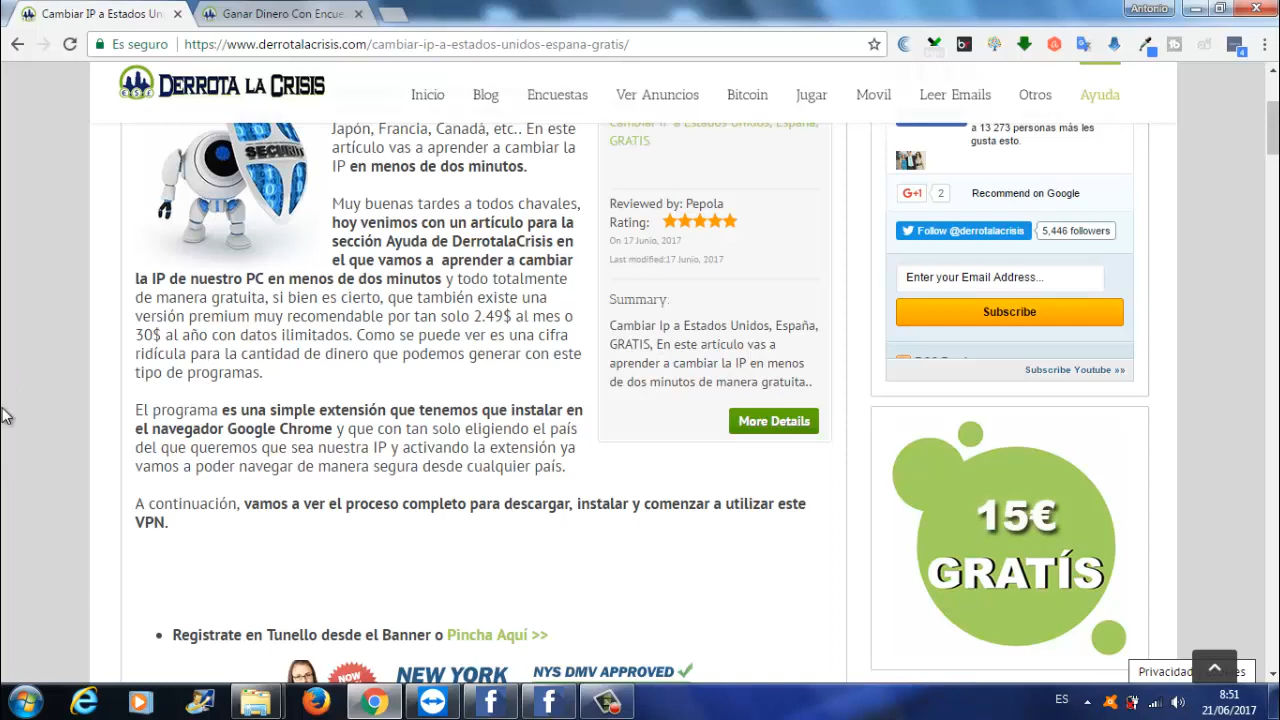 Cambiar IP a Estados Un
Ganar Dinero Con Encue
Antonio
Es seguro
https://www.derrotalacrisis.com/cambiar-ip-a-estados-unidos-espana-gratis/
4
DERROTA LA CRISIS
Inicio
Blog
Encuestas
Ver Anuncios
Bitcoin
Jugar
Movil
Leer Emails
Otros
Ayuda
SECURITY
Japón, Francia, Canadá, etc.. En este
artículo vas a aprender a cambiar la
IP en menos de dos minutos.
Muy buenas tardes a todos chavales,
hoy venimos con un artículo para la
sección Ayuda de DerrotalaCrisis en
el que vamos a aprender a cambiar
la IP de nuestro PC en menos de dos minutos y todo totalmente
de manera gratuita, si bien es cierto, que también existe una
versión premium muy recomendable por tan solo 2.49$ al mes o
30$ al año con datos ilimitados. Como se puede ver es una cifra
ridícula para la cantidad de dinero que podemos generar con este
tipo de programas.
El programa es una simple extensión que tenemos que instalar en
el navegador Google Chrome y que con tan solo eligiendo el país
del que queremos que sea nuestra IP y activando la extensión ya
vamos a poder navegar de manera segura desde cualquier país.
A continuación, vamos a ver el proceso completo para descargar, instalar y comenzar a utilizar este
VPN.
• Registrate en Tunello desde el Banner o Pincha Aquí >>
NOW
NEW YORK
NYS DMV APPROVED
Cambiar Ip a Estados Unidos, España,
GRATIS
Reviewed by: Pepola
Rating:
On 17 Junio, 2017
Last modified:17 Junio, 2017
Summary:
Cambiar Ip a Estados Unidos, España,
GRATIS, En este artículo vas a
aprender a cambiar la IP en menos
de dos minutos de manera gratuita..
More Details
a 13 273 personas más les
gusta esto.
G+1
2
Recommend on Google
Follow @derrotalacrisis
5,446 followers
Enter your Email Address...
Subscribe
Subscribe Youtube »»
15€
GRATÍS
Privacidad y Cookies
ES
8:51
21/06/2017